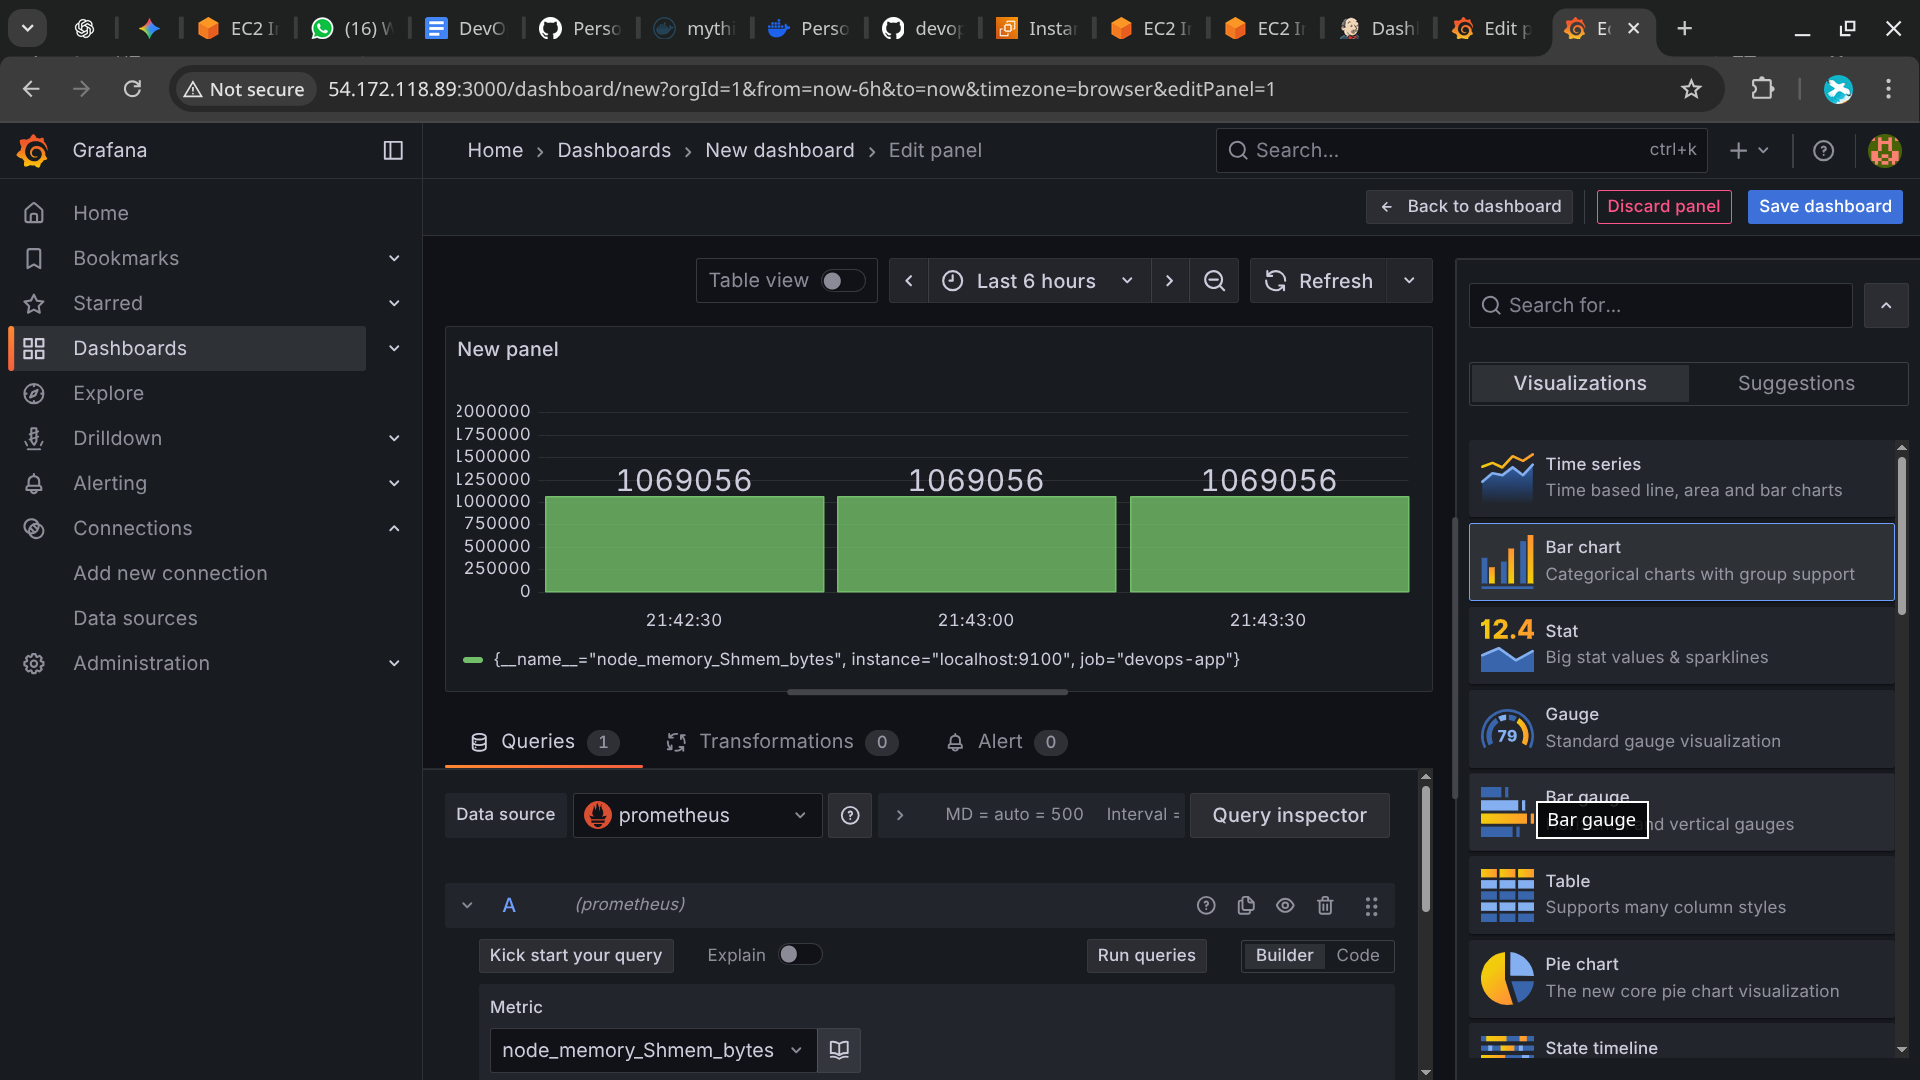 EC2 I
(16) W
DevO
Perso
mythi
Perso
devop
Instan
EC2 I
EC2 I
Dash
Edit p
E
Not secure
54.172.118.89:3000/dashboard/new?orgId=1&from=now-6h&to=now&timezone=browser&editPanel=1
Grafana
Home › Dashboards › New dashboard › Edit panel
Search...
ctrl+k
Back to dashboard
Discard panel
Save dashboard
Home
Bookmarks
Starred
Dashboards
Explore
Drilldown
Alerting
Connections
Add new connection
Data sources
Administration
Table view
Last 6 hours
Refresh
New panel
2000000
1750000
1500000
1250000
1000000
750000
500000
250000
0
1069056
1069056
1069056
21:42:30
21:43:00
21:43:30
{__name__="node_memory_Shmem_bytes", instance="localhost:9100", job="devops-app"}
Queries 1
Transformations 0
Alert 0
Data source
prometheus
MD = auto = 500
Interval =
Query inspector
A
(prometheus)
Kick start your query
Explain
Run queries
Builder
Code
Metric
node_memory_Shmem_bytes
Search for...
Visualizations
Suggestions
Time series
Time based line, area and bar charts
Bar chart
Categorical charts with group support
12.4
Stat
Big stat values & sparklines
79
Gauge
Standard gauge visualization
Bar gauge
Bar gauge
nd vertical gauges
Table
Supports many column styles
Pie chart
The new core pie chart visualization
State timeline